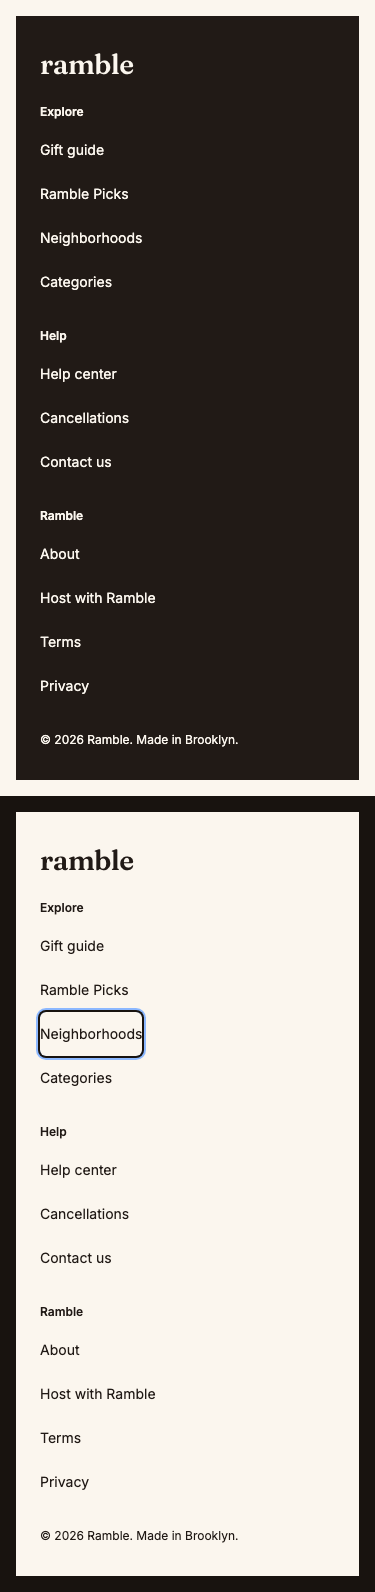 ramble
Explore
Gift guide
Ramble Picks
Neighborhoods
Categories
Help
Help center
Cancellations
Contact us
Ramble
About
Host with Ramble
Terms
Privacy
© 2026 Ramble. Made in Brooklyn.
ramble
Explore
Gift guide
Ramble Picks
Neighborhoods
Categories
Help
Help center
Cancellations
Contact us
Ramble
About
Host with Ramble
Terms
Privacy
© 2026 Ramble. Made in Brooklyn.